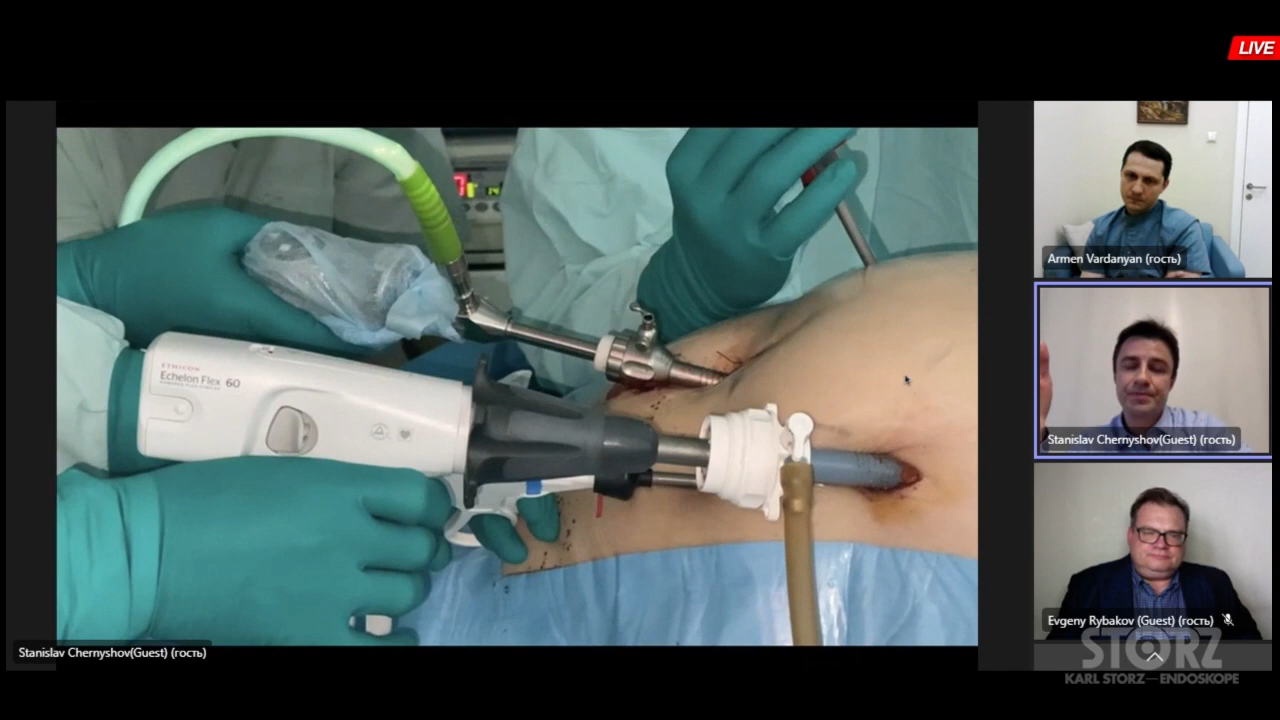 LIVE
ETHICON
Echelon Flex 60
Armen Vardanyan (гость)
Stanislav Chernyshov(Guest) (гость)
Evgeny Rybakov (Guest) (гость)
Stanislav Chernyshov(Guest) (гость)
STORZ
KARL STORZ—ENDOSKOPE